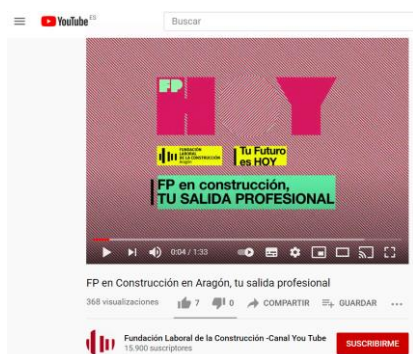 YouTube ES
Buscar
FP
HOY
FUNDACIÓN
LABORAL
DE LA CONSTRUCCIÓN
Aragón
Tu Futuro
es HOY
FP en construcción,
TU SALIDA PROFESIONAL
0:04 / 1:33
FP en Construcción en Aragón, tu salida profesional
368 visualizaciones 7 0 COMPARTIR GUARDAR ...
Fundación Laboral de la Construcción -Canal You Tube
15.900 suscriptores
SUSCRIBIRME